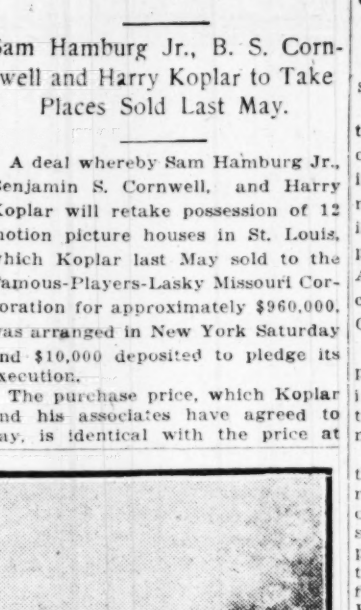 Sam Hamburg Jr., B. S. Corn-
well and Harry Koplar to Take
Places Sold Last May.
A deal whereby Sam Hamburg Jr.,
Benjamin S. Cornwell, and Harry
Koplar will retake possession of 12
motion picture houses in St. Louis,
which Koplar last May sold to the
Famous-Players-Lasky Missouri Cor-
poration for approximately $960,000,
was arranged in New York Saturday
and $10,000 deposited to pledge its
execution.
The purchase price, which Koplar
and his associates have agreed to
pay, is identical with the price at